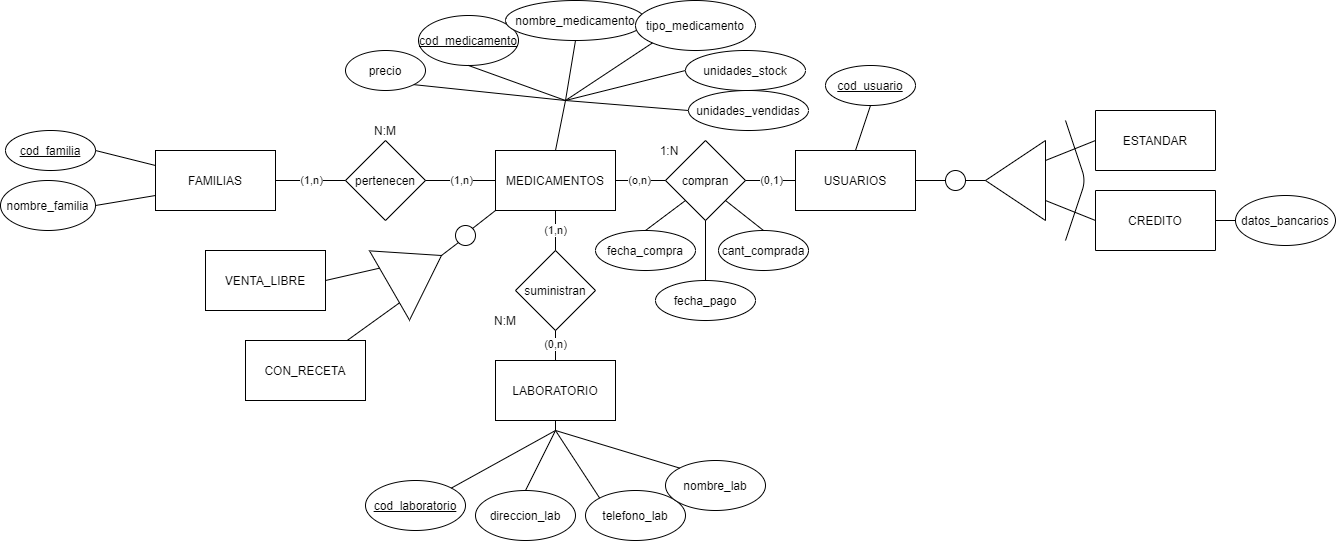 nombre_medicamento
tipo_medicamento
cod_medicamento
precio
unidades_stock
unidades_vendidas
cod_usuario
cod_familia
nombre_familia
N:M
FAMILIAS
(1,n)
pertenecen
(1,n)
MEDICAMENTOS
(o,n)
1:N
compran
(0,1)
USUARIOS
ESTANDAR
CREDITO
datos_bancarios
(1,n)
fecha_compra
cant_comprada
fecha_pago
VENTA_LIBRE
suministran
N:M
(0,n)
CON_RECETA
LABORATORIO
cod_laboratorio
direccion_lab
telefono_lab
nombre_lab